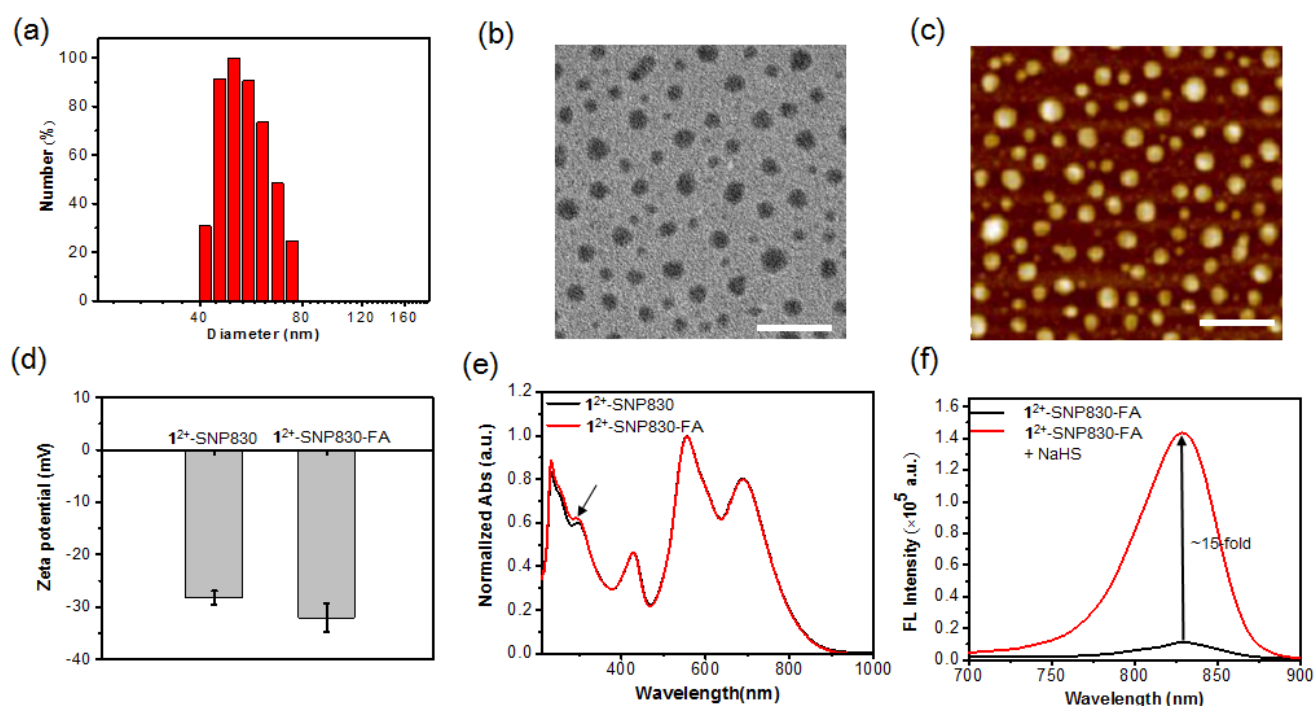 (a)
100
80
60
40
20
0
Number (%)
40
80
120
160
Diameter (nm)
(b)
(c)
(d)
10
0
-10
-20
-30
-40
Zeta potential (mV)
1²⁺-SNP830
1²⁺-SNP830-FA
(e)
1.2
1.0
0.8
0.6
0.4
0.2
0.0
Normalized Abs (a.u.)
1²⁺-SNP830
1²⁺-SNP830-FA
400
600
800
1000
Wavelength(nm)
(f)
1.6
1.4
1.2
1.0
0.8
0.6
0.4
0.2
0.0
FL Intensity (×10⁵ a.u.)
1²⁺-SNP830-FA
1²⁺-SNP830-FA
+ NaHS
~15-fold
700
750
800
850
900
Wavelength (nm)